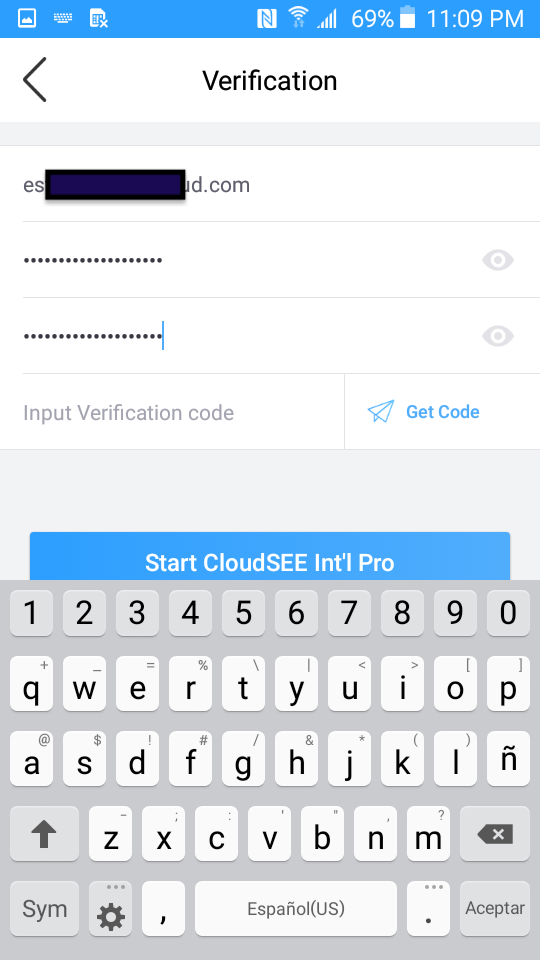 69% 11:09 PM
Verification
es ud.com
••••••••••••••••••••
••••••••••••••••••••
Input Verification code Get Code
Start CloudSEE Int'l Pro
1 2 3 4 5 6 7 8 9 0
+ _ = % \ | < > [ ]
q w e r t y u i o p
@ $ ! # / & * ( )
a s d f g h j k l ñ
- ; : ' " , ?
z x c v b n m
Sym , Español(US) . Aceptar